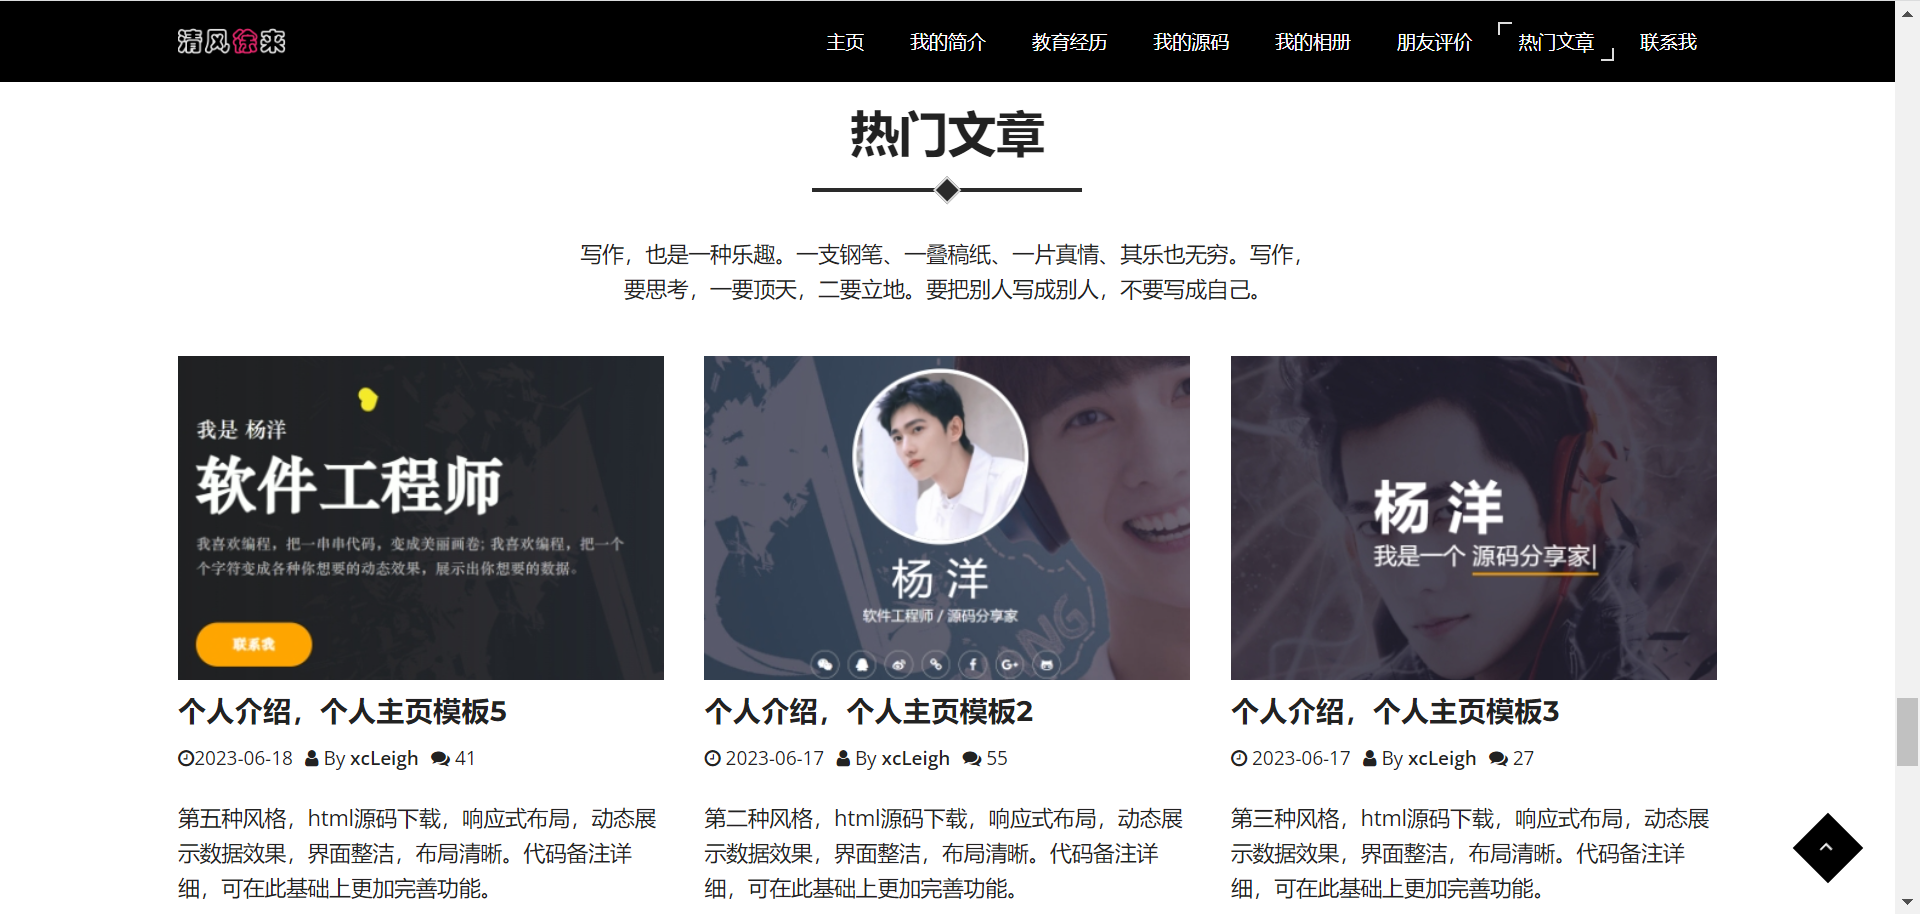 清风徐来
主页 我的简介 教育经历 我的源码 我的相册 朋友评价 热门文章 联系我
热门文章
写作，也是一种乐趣。一支钢笔、一叠稿纸、一片真情、其乐也无穷。写作，
要思考，一要顶天，二要立地。要把别人写成别人，不要写成自己。
我是 杨洋
软件工程师
我喜欢编程，把一串串代码，变成美丽画卷; 我喜欢编程，把一个
个字符变成各种你想要的动态效果，展示出你想要的数据。
联系我
个人介绍，个人主页模板5
2023-06-18 By xcLeigh 41
第五种风格，html源码下载，响应式布局，动态展
示数据效果，界面整洁，布局清晰。代码备注详
细，可在此基础上更加完善功能。
杨 洋
软件工程师 / 源码分享家
个人介绍，个人主页模板2
2023-06-17 By xcLeigh 55
第二种风格，html源码下载，响应式布局，动态展
示数据效果，界面整洁，布局清晰。代码备注详
细，可在此基础上更加完善功能。
杨 洋
我是一个 源码分享家|
个人介绍，个人主页模板3
2023-06-17 By xcLeigh 27
第三种风格，html源码下载，响应式布局，动态展
示数据效果，界面整洁，布局清晰。代码备注详
细，可在此基础上更加完善功能。